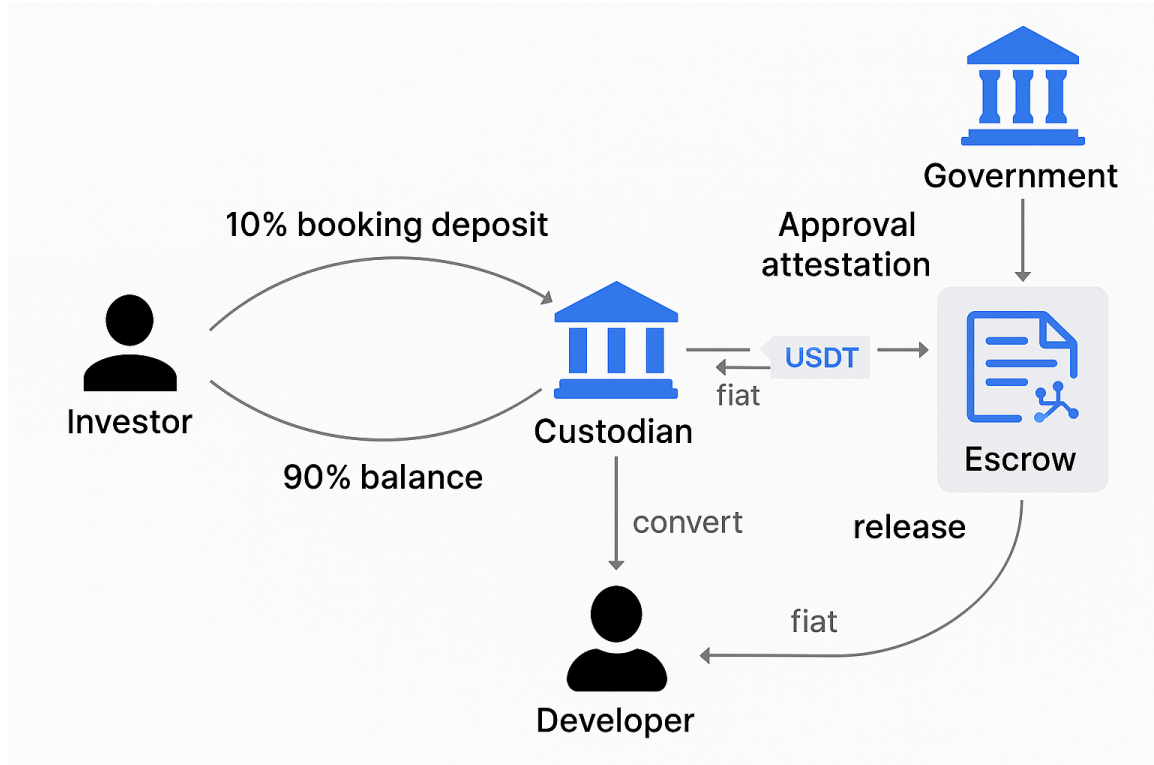 Government
10% booking deposit
Approval
attestation
USDT
fiat
Investor
Custodian
90% balance
Escrow
convert
release
fiat
Developer